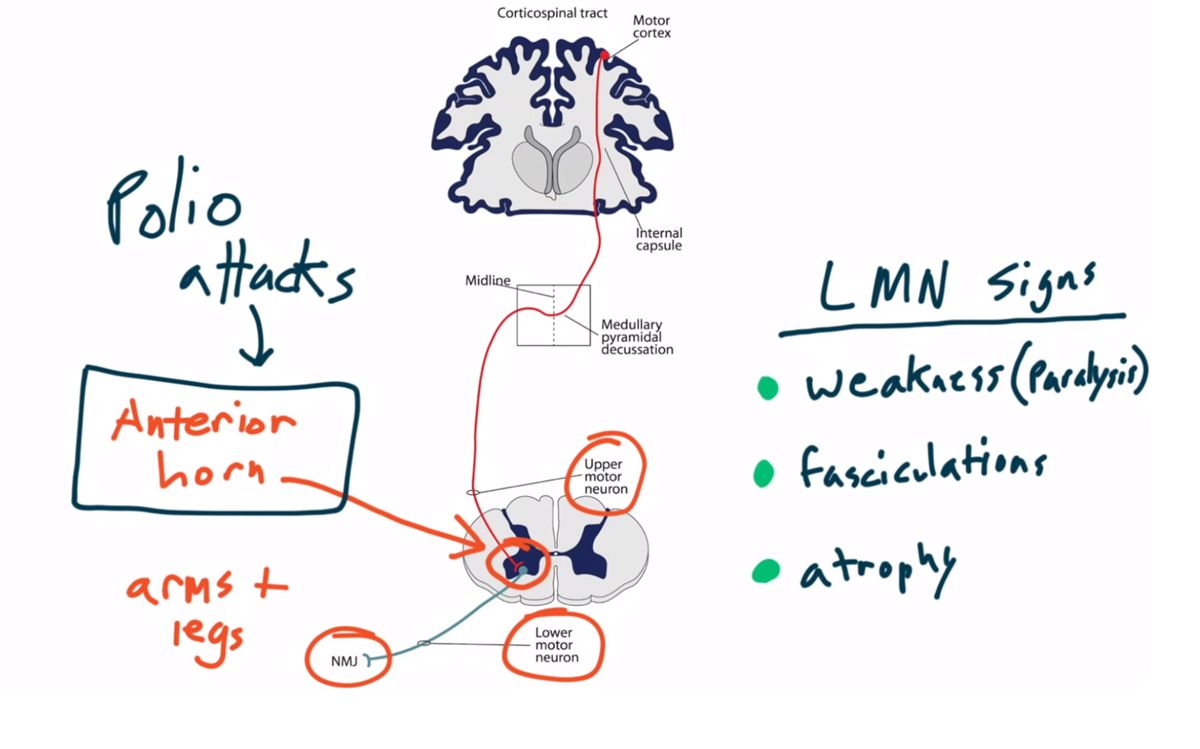 Corticospinal tract
Motor
cortex
Internal
capsule
Midline
Medullary
pyramidal
decussation
Upper
motor
neuron
Lower
motor
neuron
NMJ
Polio
attacks
Anterior
horn
arms +
legs
LMN Signs
weakness (Paralysis)
fasciculations
atrophy